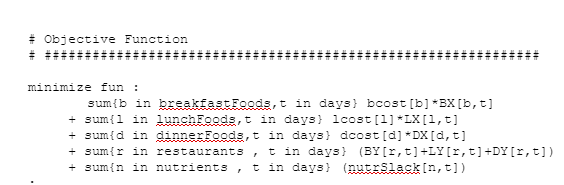 # Objective Function
# ##############################################################
minimize fun :
sum{b in breakfastFoods,t in days} bcost[b]*BX[b,t]
+ sum{l in lunchFoods,t in days} lcost[l]*LX[l,t]
+ sum{d in dinnerFoods,t in days} dcost[d]*DX[d,t]
+ sum{r in restaurants , t in days} (BY[r,t]+LY[r,t]+DY[r,t])
+ sum{n in nutrients , t in days} (nutrSlack[n,t])
;